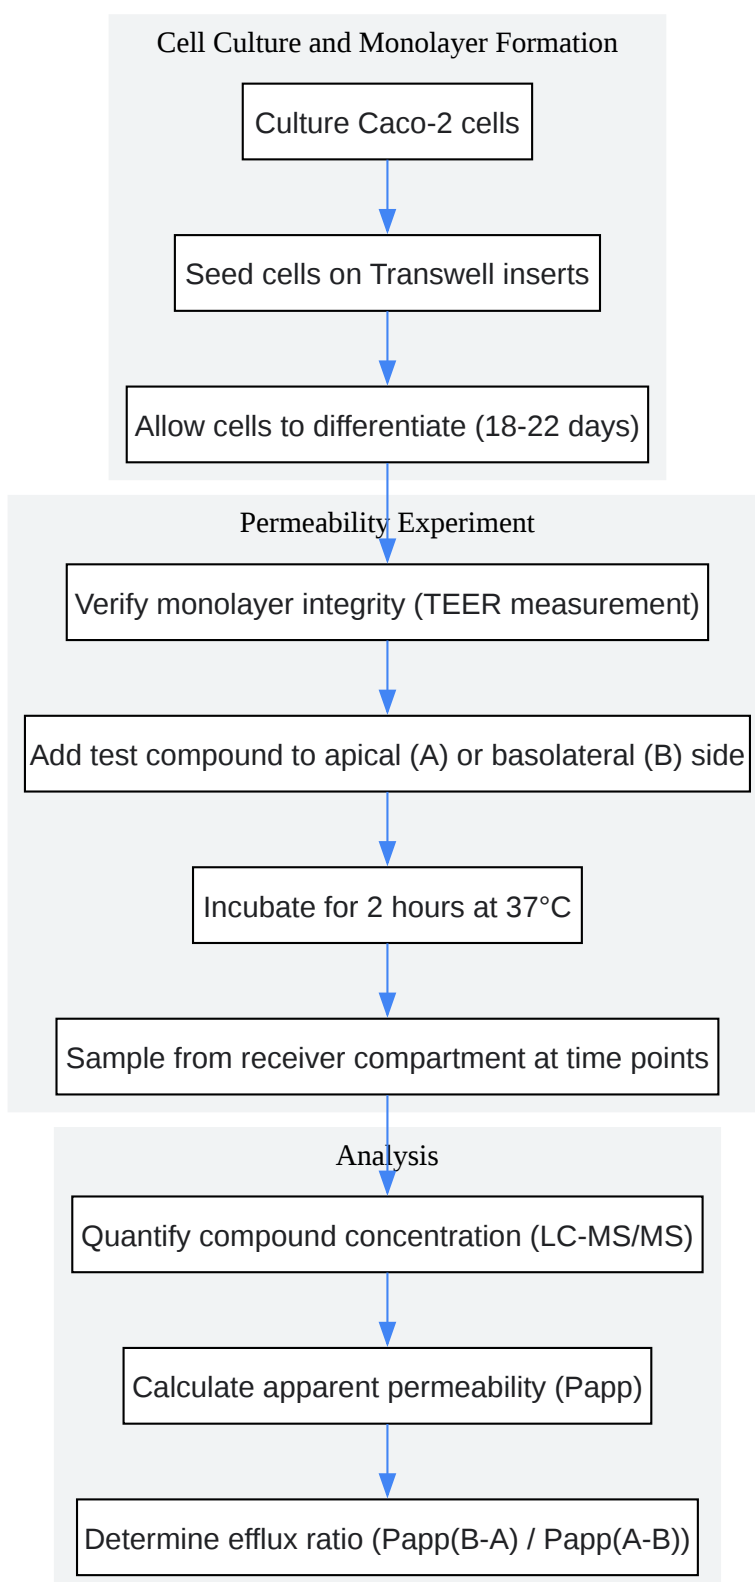 Cell Culture and Monolayer Formation
Culture Caco-2 cells
Seed cells on Transwell inserts
Allow cells to differentiate (18-22 days)
Permeability Experiment
Verify monolayer integrity (TEER measurement)
Add test compound to apical (A) or basolateral (B) side
Incubate for 2 hours at 37°C
Sample from receiver compartment at time points
Analysis
Quantify compound concentration (LC-MS/MS)
Calculate apparent permeability (Papp)
Determine efflux ratio (Papp(B-A) / Papp(A-B))